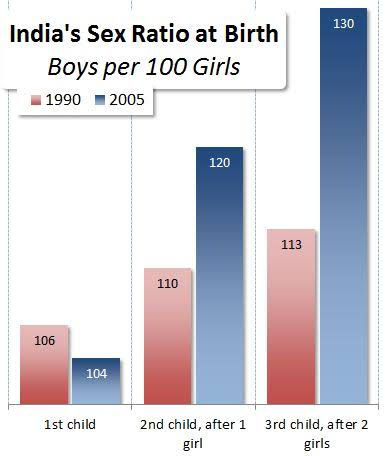 India's Sex Ratio at Birth
Boys per 100 Girls
1990 2005
130
120
113
110
106
104
1st child
2nd child, after 1
girl
3rd child, after 2
girls